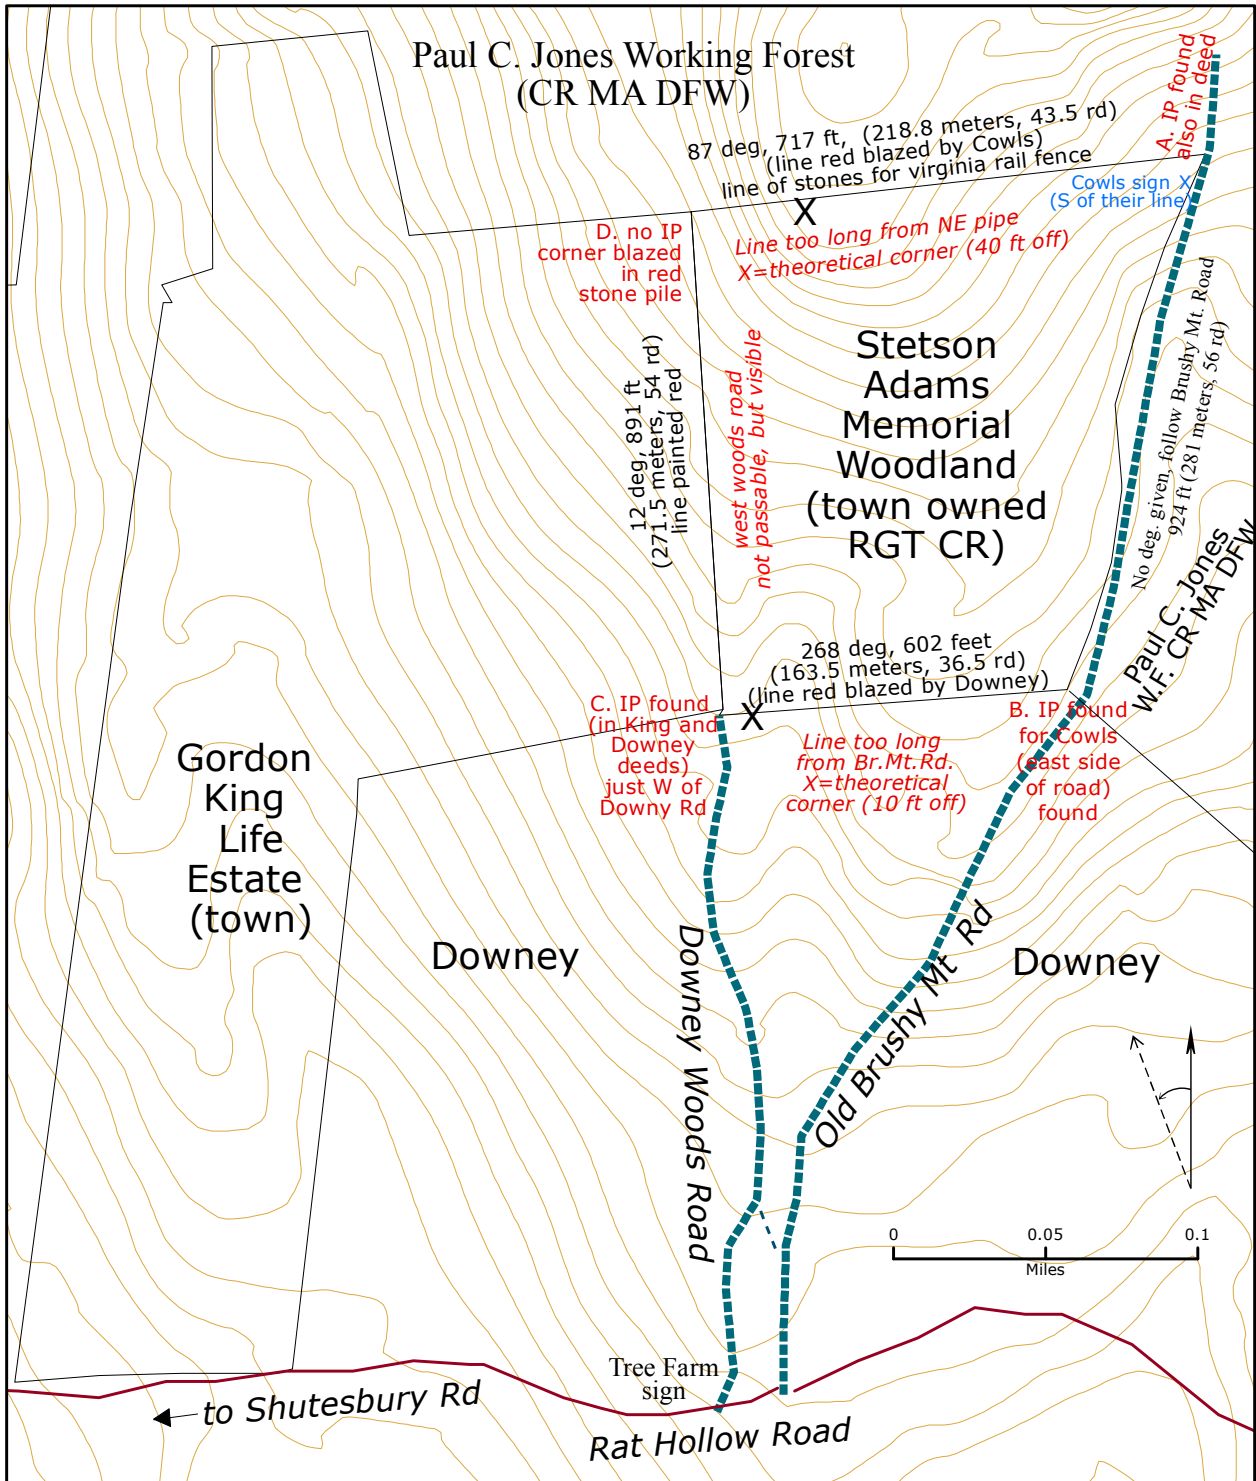 Paul C. Jones Working Forest
(CR MA DFW)
A. IP found
also in deed
87 deg, 717 ft, (218.8 meters, 43.5 rd)
(line red blazed by Cowls)
line of stones for virginia rail fence
Cowls sign X
(S of their line)
X
D. no IP
corner blazed
in red
stone pile
Line too long from NE pipe
X=theoretical corner (40 ft off)
12 deg, 891 ft
(271.5 meters, 54 rd)
line painted red
west woods road
not passable, but visible
Stetson
Adams
Memorial
Woodland
(town owned
RGT CR)
No deg. given, follow Brushy Mt. Road
924 ft (281 meters, 56 rd)
Paul C. Jones
W.F. CR MA DFW
268 deg, 602 feet
(163.5 meters, 36.5 rd)
(line red blazed by Downey)
C. IP found
(in King and
Downey
deeds)
just W of
Downy Rd
X
Line too long
from Br.Mt.Rd.
X=theoretical
corner (10 ft off)
B. IP found
for Cowls
(east side
of road)
found
Gordon
King
Life
Estate
(town)
Downey
Downey Woods Road
Old Brushy Mt Rd
Downey
0 0.05 0.1
Miles
Tree Farm
sign
to Shutesbury Rd
Rat Hollow Road